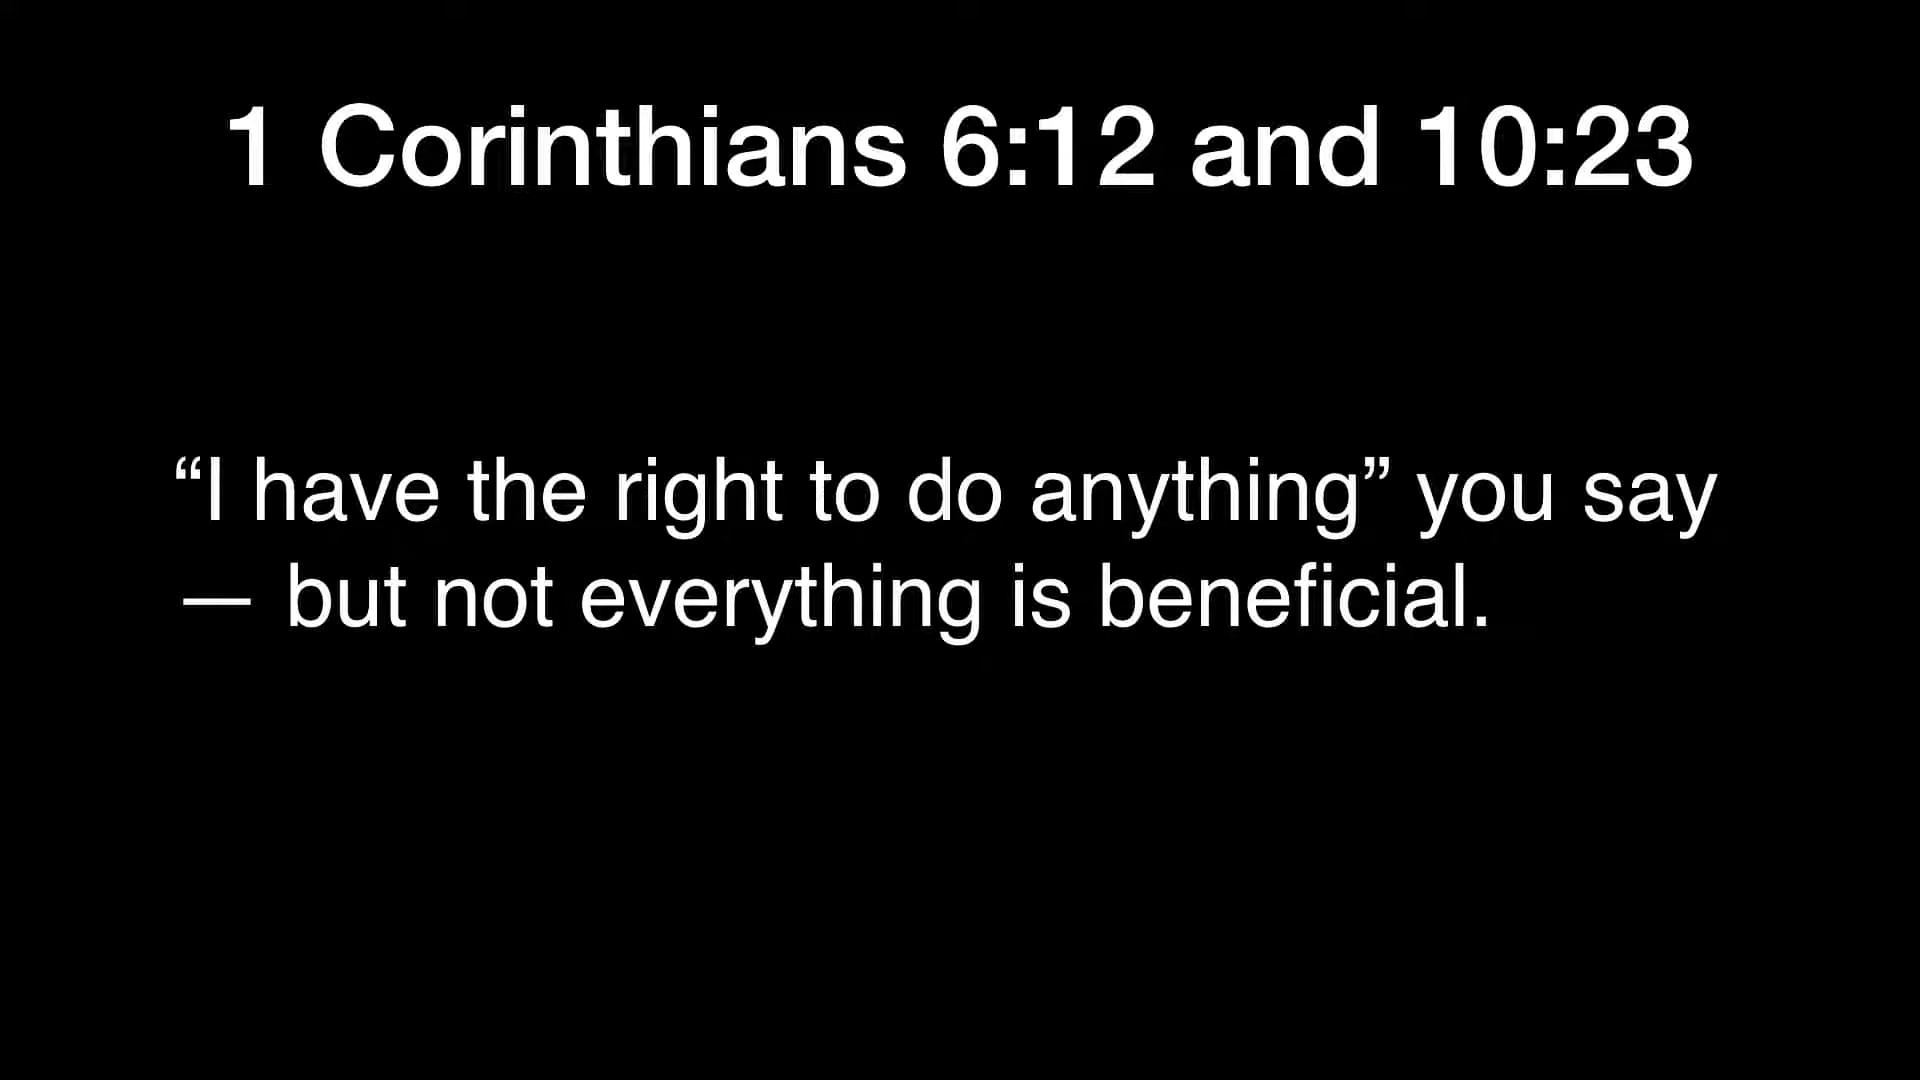 1 Corinthians 6:12 and 10:23
“I have the right to do anything” you say
— but not everything is beneficial.